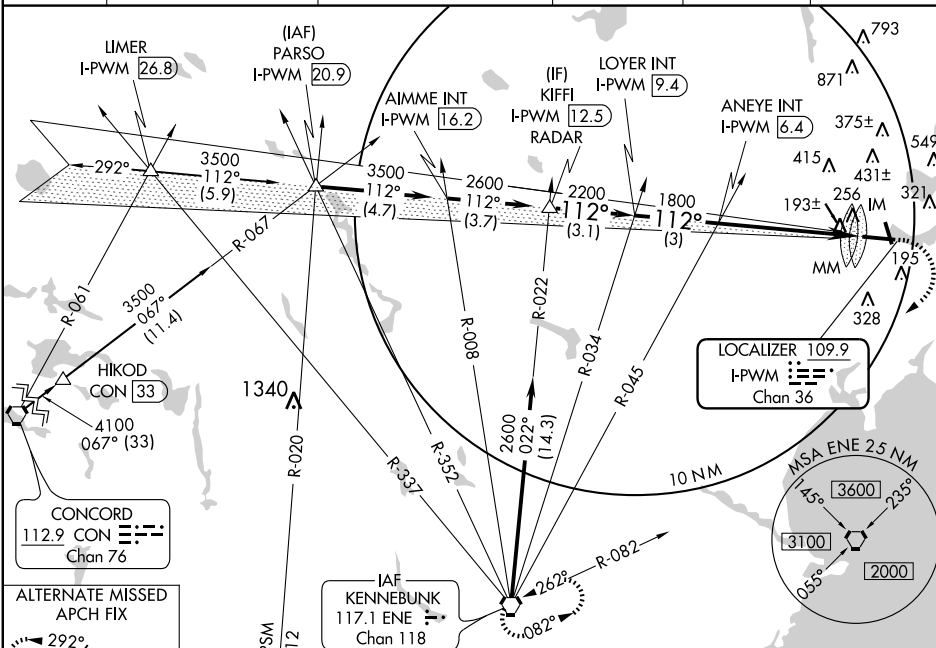 LIMER
I-PWM 26.8
(IAF)
PARSO
I-PWM 20.9
AIMME INT
I-PWM 16.2
(IF)
KIFFI
I-PWM 12.5
RADAR
LOYER INT
I-PWM 9.4
ANEYE INT
I-PWM 6.4
793
871
375±
549
415
431±
321
256
IM
193±
MM
195
328
292°
3500
112°
(5.9)
3500
112°
(4.7)
2600
112°
(3.7)
2200
112°
(3.1)
1800
112°
(3)
R-061
R-067
3500
067°
(11.4)
HIKOD
CON 33
4100
067° (33)
1340
R-020
R-337
R-352
R-008
R-022
R-034
R-045
2600
022°
(14.3)
10 NM
LOCALIZER 109.9
I-PWM
Chan 36
MSA ENE 25 NM
145°
3600
235°
3100
055°
2000
CONCORD
112.9 CON
Chan 76
ALTERNATE MISSED
APCH FIX
292°
PSM
12
IAF
KENNEBUNK
117.1 ENE
Chan 118
262°
R-082
082°